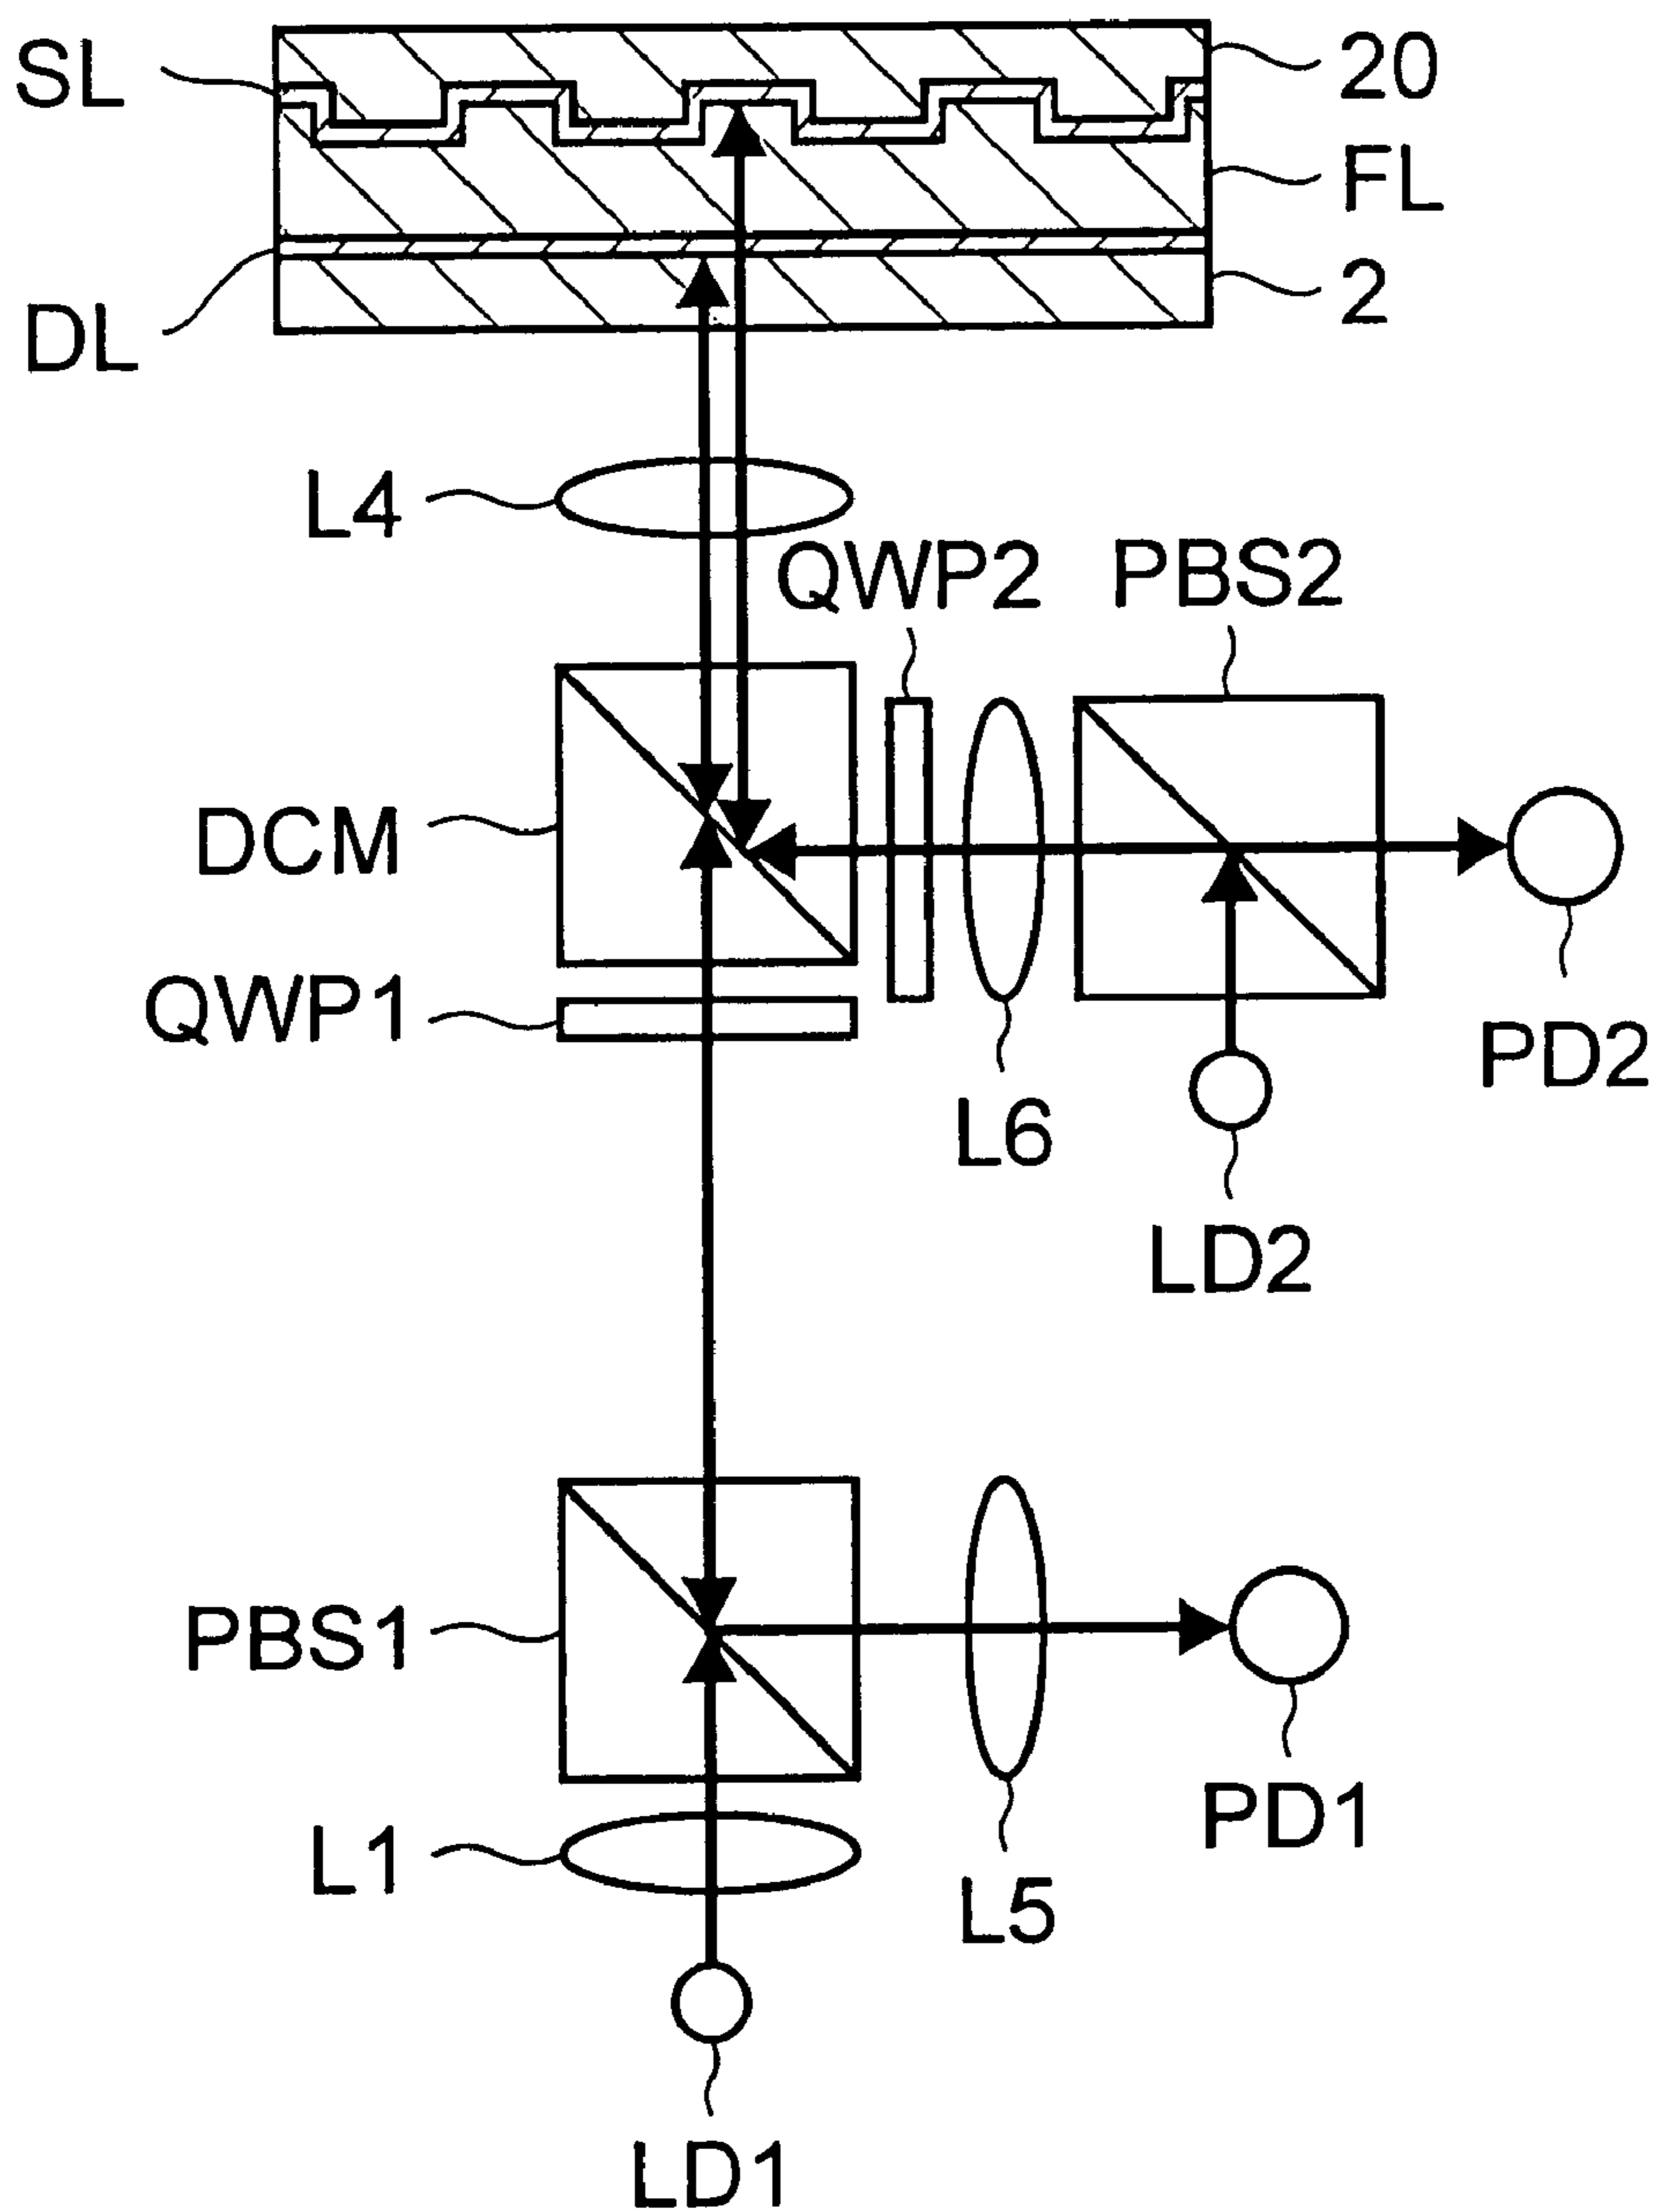 SL
20
FL
DL
2
L4
QWP2
PBS2
DCM
QWP1
PD2
L6
LD2
PBS1
PD1
L1
L5
LD1